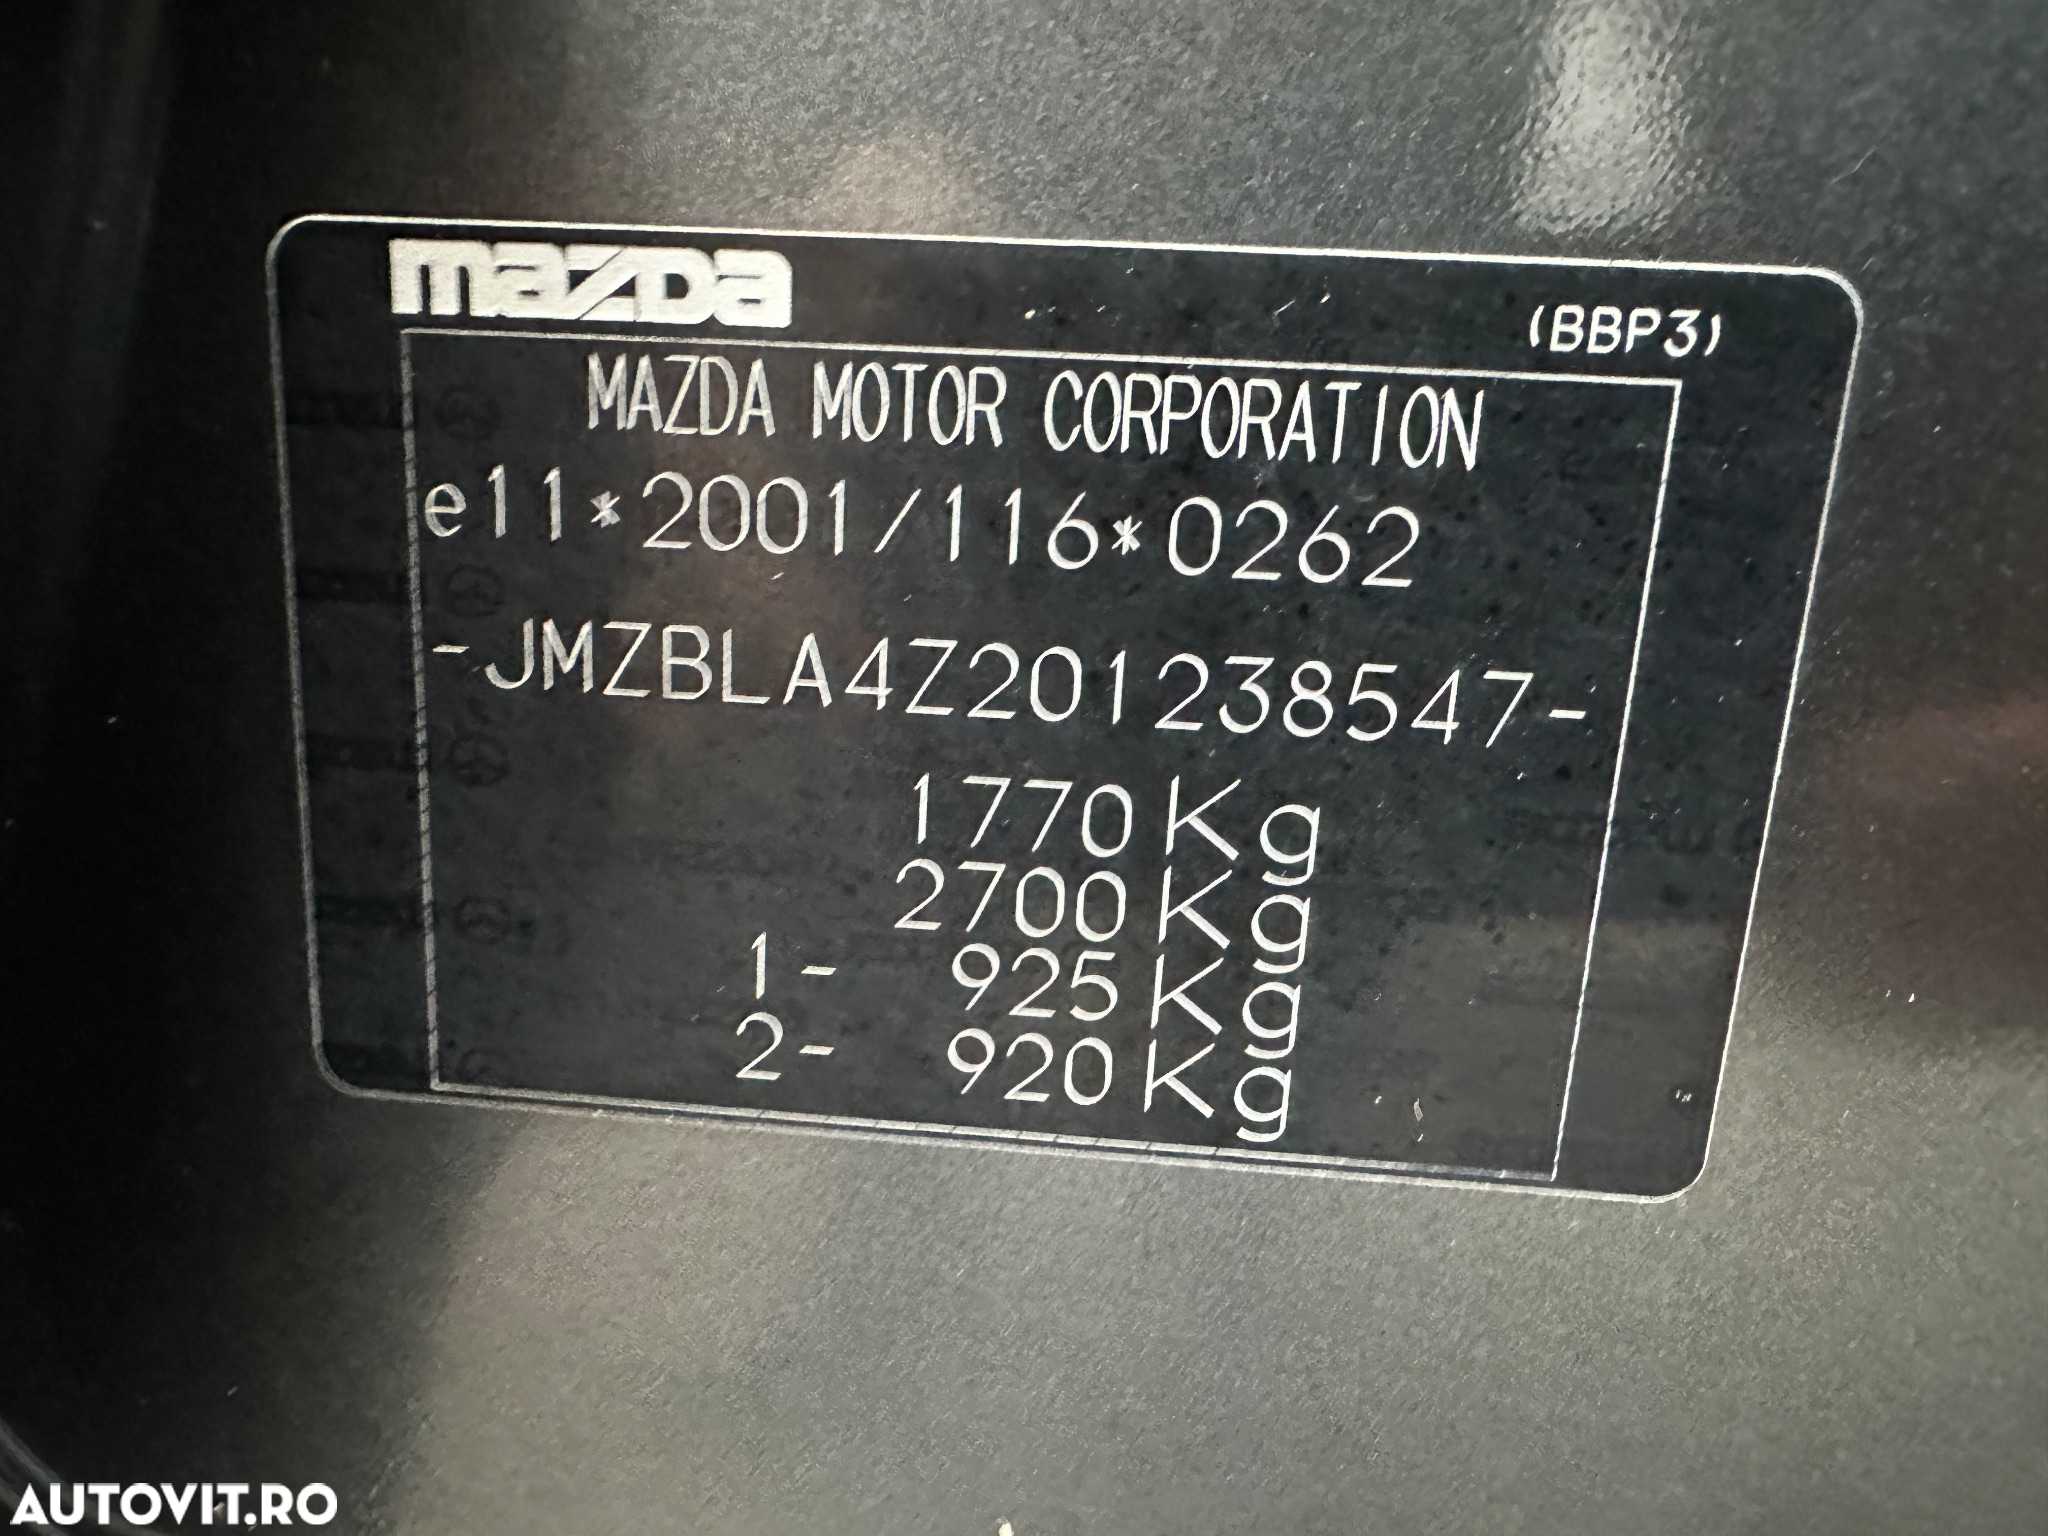 mazda
(BBP3)
MAZDA MOTOR CORPORATION
e11*2001/116*0262
-JMZBLA4Z201238547-
1770Kg
2700Kg
1- 925Kg
2- 920Kg
AUTOVIT.RO